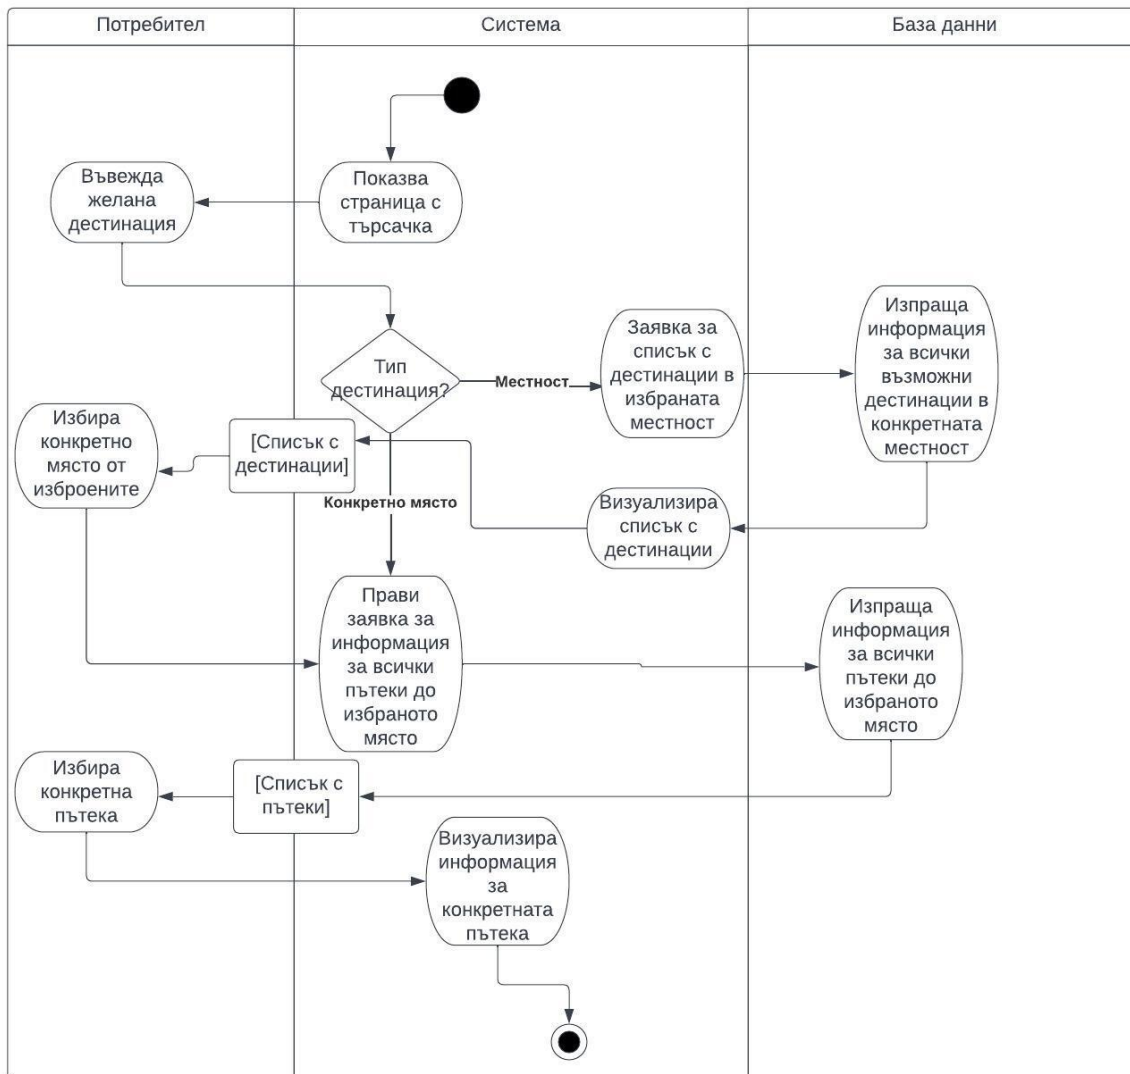 Потребител
Система
База данни
Въвежда
желана
дестинация
Показва
страница с
търсачка
Тип
дестинация?
Местност
Заявка за
списък с
дестинации в
избраната
местност
Изпраща
информация
за всички
възможни
дестинации в
конкретната
местност
Избира
конкретно
място от
изброените
[Списък с
дестинации]
Конкретно място
Визуализира
списък с
дестинации
Прави
заявка за
информация
за всички
пътеки до
избраното
място
Изпраща
информация
за всички
пътеки до
избраното
място
Избира
конкретна
пътека
[Списък с
пътеки]
Визуализира
информация
за
конкретната
пътека